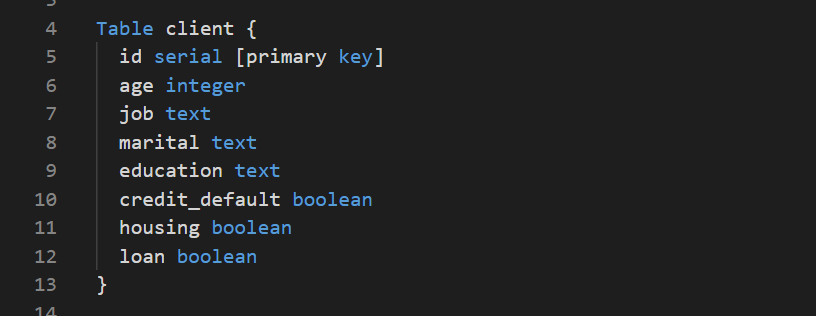 4 Table client {
5 id serial [primary key]
6 age integer
7 job text
8 marital text
9 education text
10 credit_default boolean
11 housing boolean
12 loan boolean
13 }
14